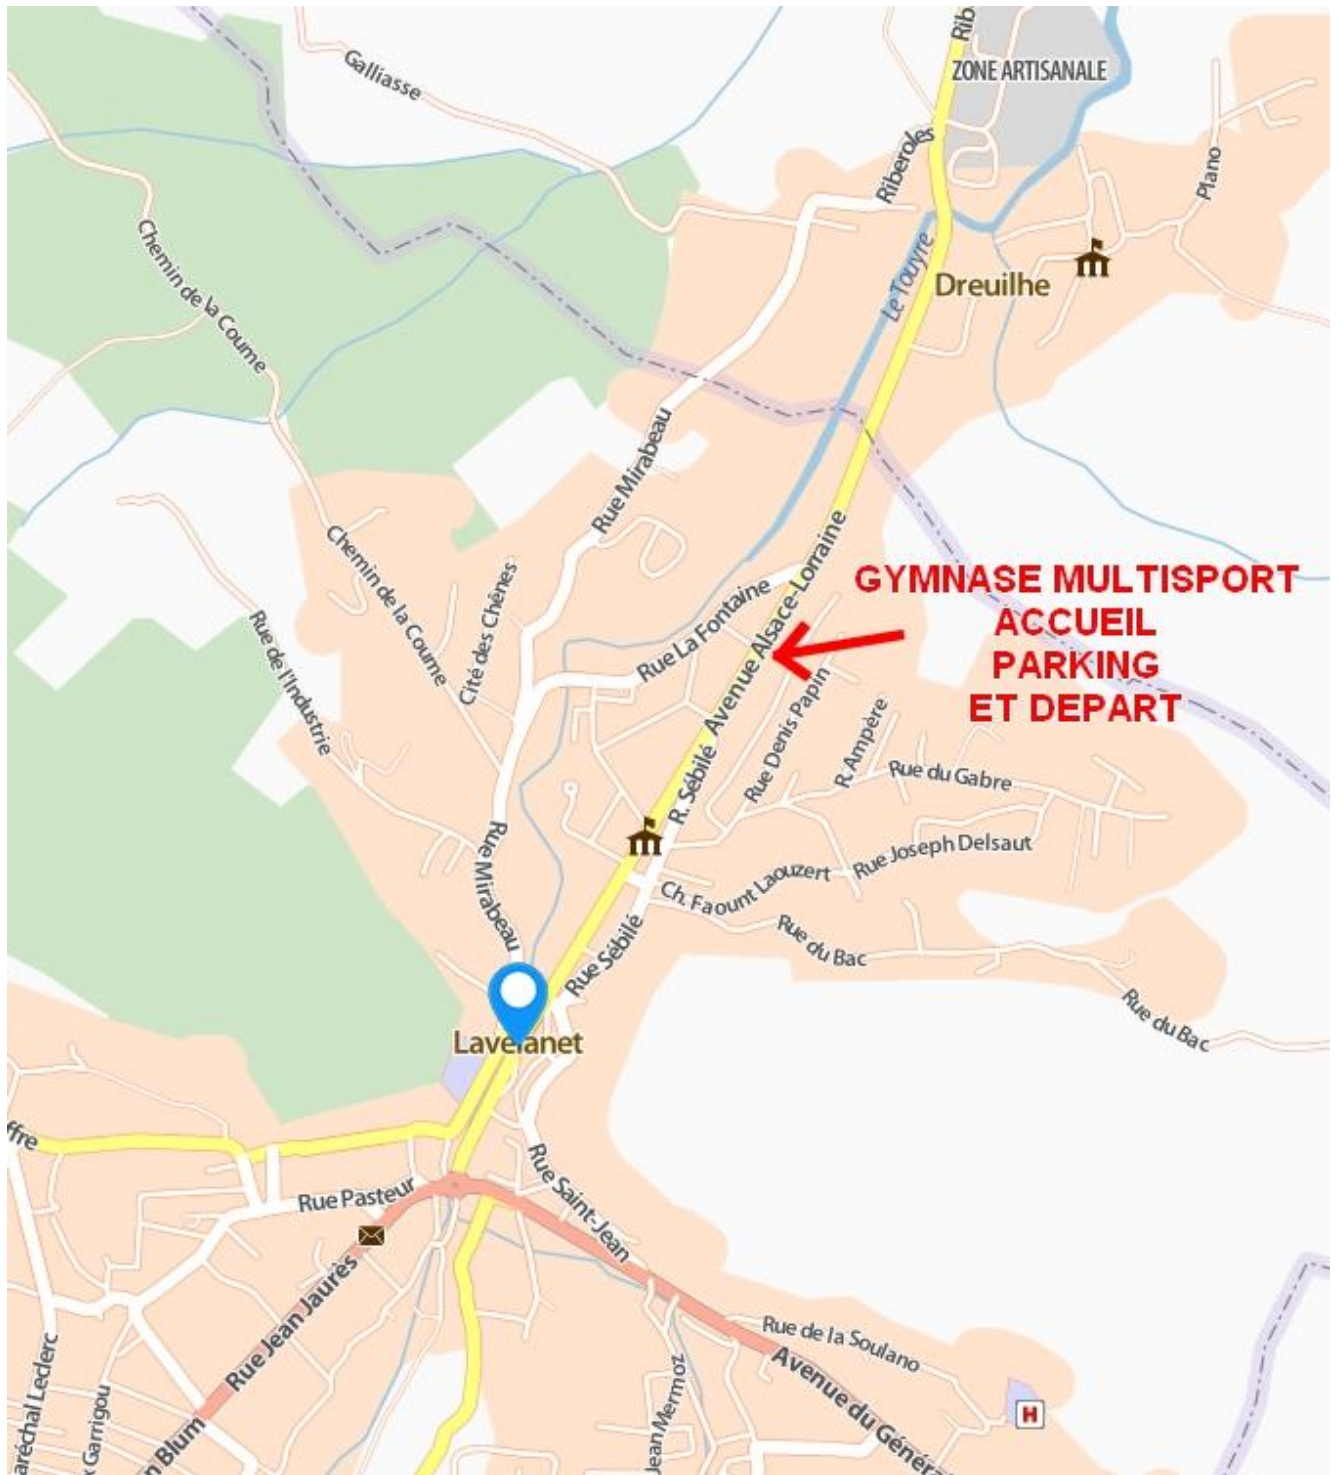 Galliasse
Rib
ZONE ARTISANALE
Riberoles
Plano
Chemin de la Coume
Le Touyre
Dreuilhe
Rue Mirabeau
Chemin de la Coume
Cité des Chênes
Rue de l'Industrie
Rue La Fontaine
Avenue Alsace-Lorraine
GYMNASE MULTISPORT
ACCUEIL
PARKING
ET DEPART
R. Sébilé
Rue Denis Papin
R. Ampère
Rue du Gabre
Rue Mirabeau
Rue Joseph Delsaut
Ch. Faount Laouzert
Rue du Bac
Rue Sébilé
Rue du Bac
Lavelanet
ffre
Rue Saint-Jean
Rue Pasteur
Rue Jean Jaurès
Rue de la Soulano
Avenue du Généra
Jean Mermoz
H
aréchal Leclerc
x Garrigou
n Blum